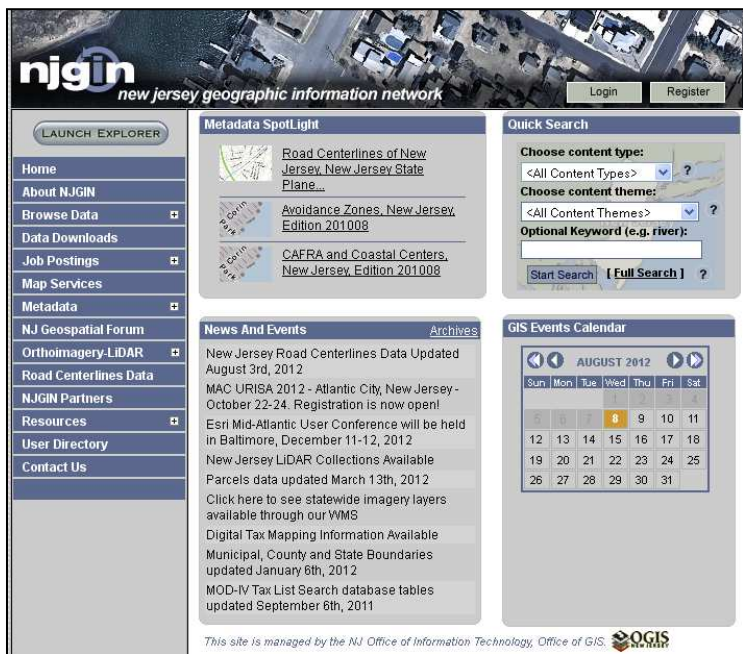 njgin
new jersey geographic information network
Login
Register
LAUNCH EXPLORER
Home
About NJGIN
Browse Data
Data Downloads
Job Postings
Map Services
Metadata
NJ Geospatial Forum
Orthoimagery-LiDAR
Road Centerlines Data
NJGIN Partners
Resources
User Directory
Contact Us
Metadata SpotLight
Road Centerlines of New
Jersey, New Jersey State
Plane...
Corin
Park
Avoidance Zones, New Jersey,
Edition 201008
Corin
Park
CAFRA and Coastal Centers,
New Jersey, Edition 201008
Quick Search
Choose content type:
<All Content Types> ?
Choose content theme:
<All Content Themes> ?
Optional Keyword (e.g. river):
Start Search [ Full Search ] ?
News And Events Archives
New Jersey Road Centerlines Data Updated
August 3rd, 2012
MAC URISA 2012 - Atlantic City, New Jersey -
October 22-24. Registration is now open!
Esri Mid-Atlantic User Conference will be held
in Baltimore, December 11-12, 2012
New Jersey LiDAR Collections Available
Parcels data updated March 13th, 2012
Click here to see statewide imagery layers
available through our WMS
Digital Tax Mapping Information Available
Municipal, County and State Boundaries
updated January 6th, 2012
MOD-IV Tax List Search database tables
updated September 6th, 2011
GIS Events Calendar
AUGUST 2012
Sun Mon Tue Wed Thu Fri Sat
1 2 3 4
5 6 7 8 9 10 11
12 13 14 15 16 17 18
19 20 21 22 23 24 25
26 27 28 29 30 31
This site is managed by the NJ Office of Information Technology, Office of GIS.
OGIS
NEW JERSEY